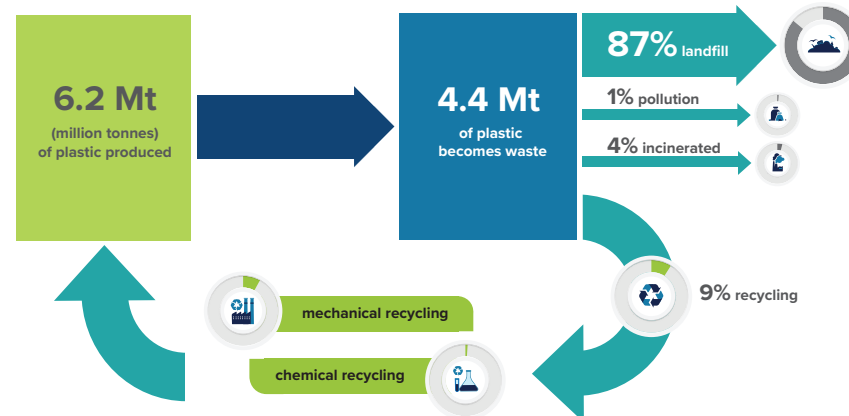 6.2 Mt
(million tonnes)
of plastic produced
4.4 Mt
of plastic
becomes waste
87% landfill
1% pollution
4% incinerated
9% recycling
mechanical recycling
chemical recycling